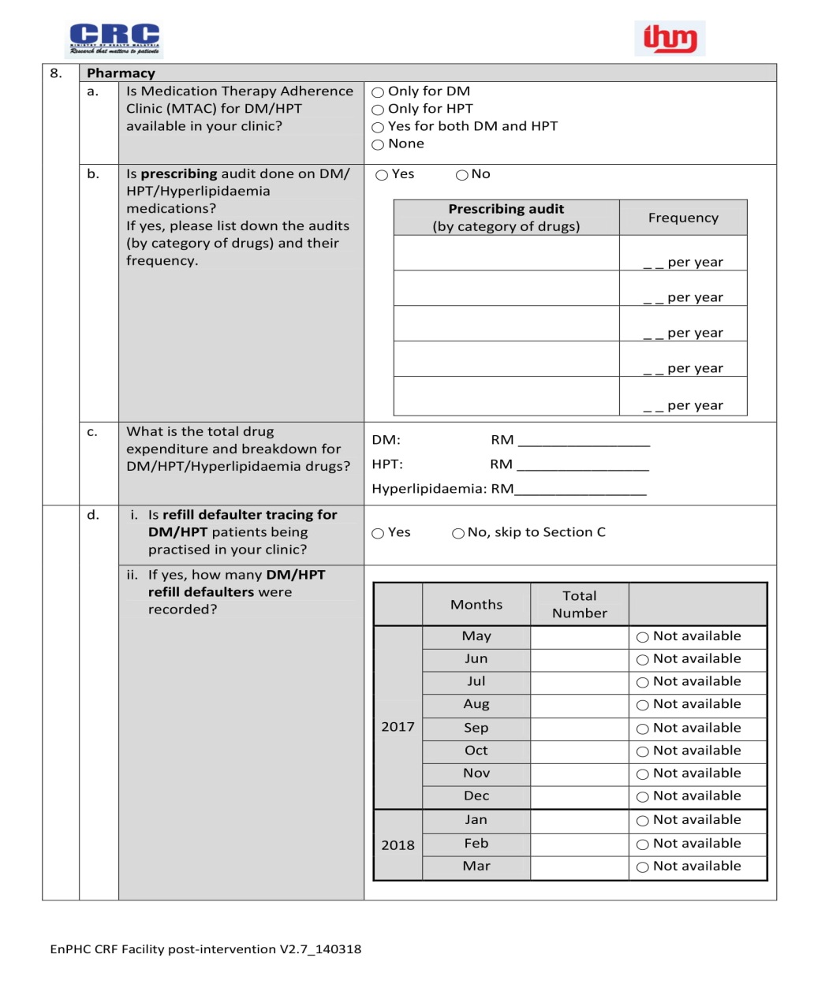 CRC
MINISTRY OF HEALTH MALAYSIA
Research that matters to patients
ihm
8. Pharmacy
a. Is Medication Therapy Adherence
Clinic (MTAC) for DM/HPT
available in your clinic?
○ Only for DM
○ Only for HPT
○ Yes for both DM and HPT
○ None
b. Is prescribing audit done on DM/
HPT/Hyperlipidaemia
medications?
If yes, please list down the audits
(by category of drugs) and their
frequency.
○ Yes ○ No
Prescribing audit
(by category of drugs)
Frequency
_ _ per year
_ _ per year
_ _ per year
_ _ per year
_ _ per year
c. What is the total drug
expenditure and breakdown for
DM/HPT/Hyperlipidaemia drugs?
DM: RM ________________
HPT: RM ________________
Hyperlipidaemia: RM________________
d. i. Is refill defaulter tracing for
DM/HPT patients being
practised in your clinic?
○ Yes ○ No, skip to Section C
ii. If yes, how many DM/HPT
refill defaulters were
recorded?
Months
Total
Number
2017
May ○ Not available
Jun ○ Not available
Jul ○ Not available
Aug ○ Not available
Sep ○ Not available
Oct ○ Not available
Nov ○ Not available
Dec ○ Not available
2018
Jan ○ Not available
Feb ○ Not available
Mar ○ Not available
EnPHC CRF Facility post-intervention V2.7_140318